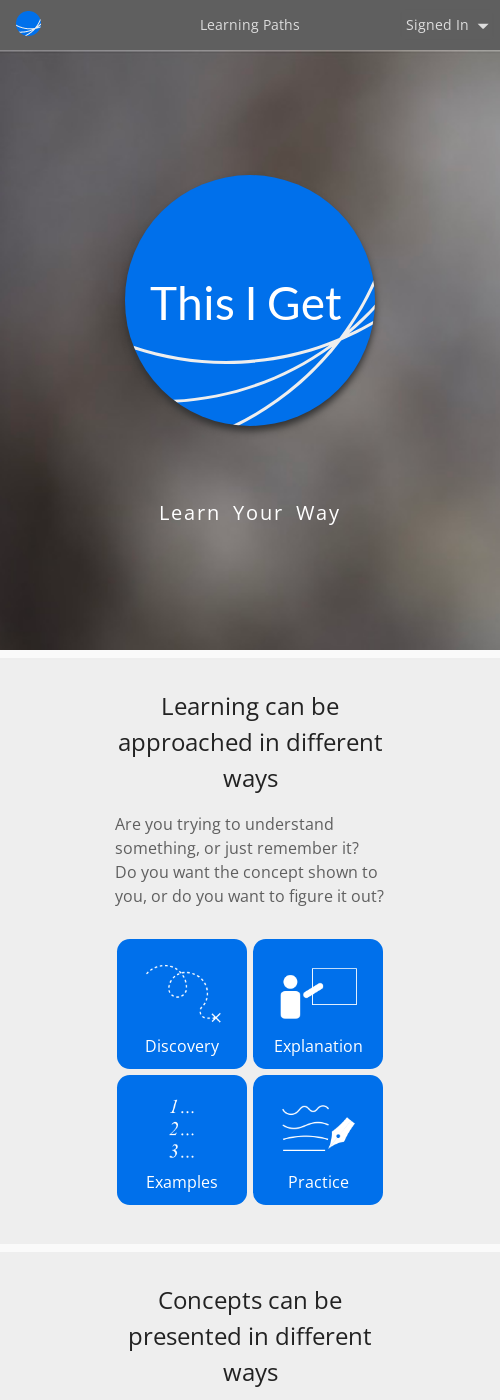 Learning Paths
Signed In
This I Get
Learn Your Way
Learning can be
approached in different
ways
Are you trying to understand
something, or just remember it?
Do you want the concept shown to
you, or do you want to figure it out?
Discovery
Explanation
1...
2...
3...
Examples
Practice
Concepts can be
presented in different
ways